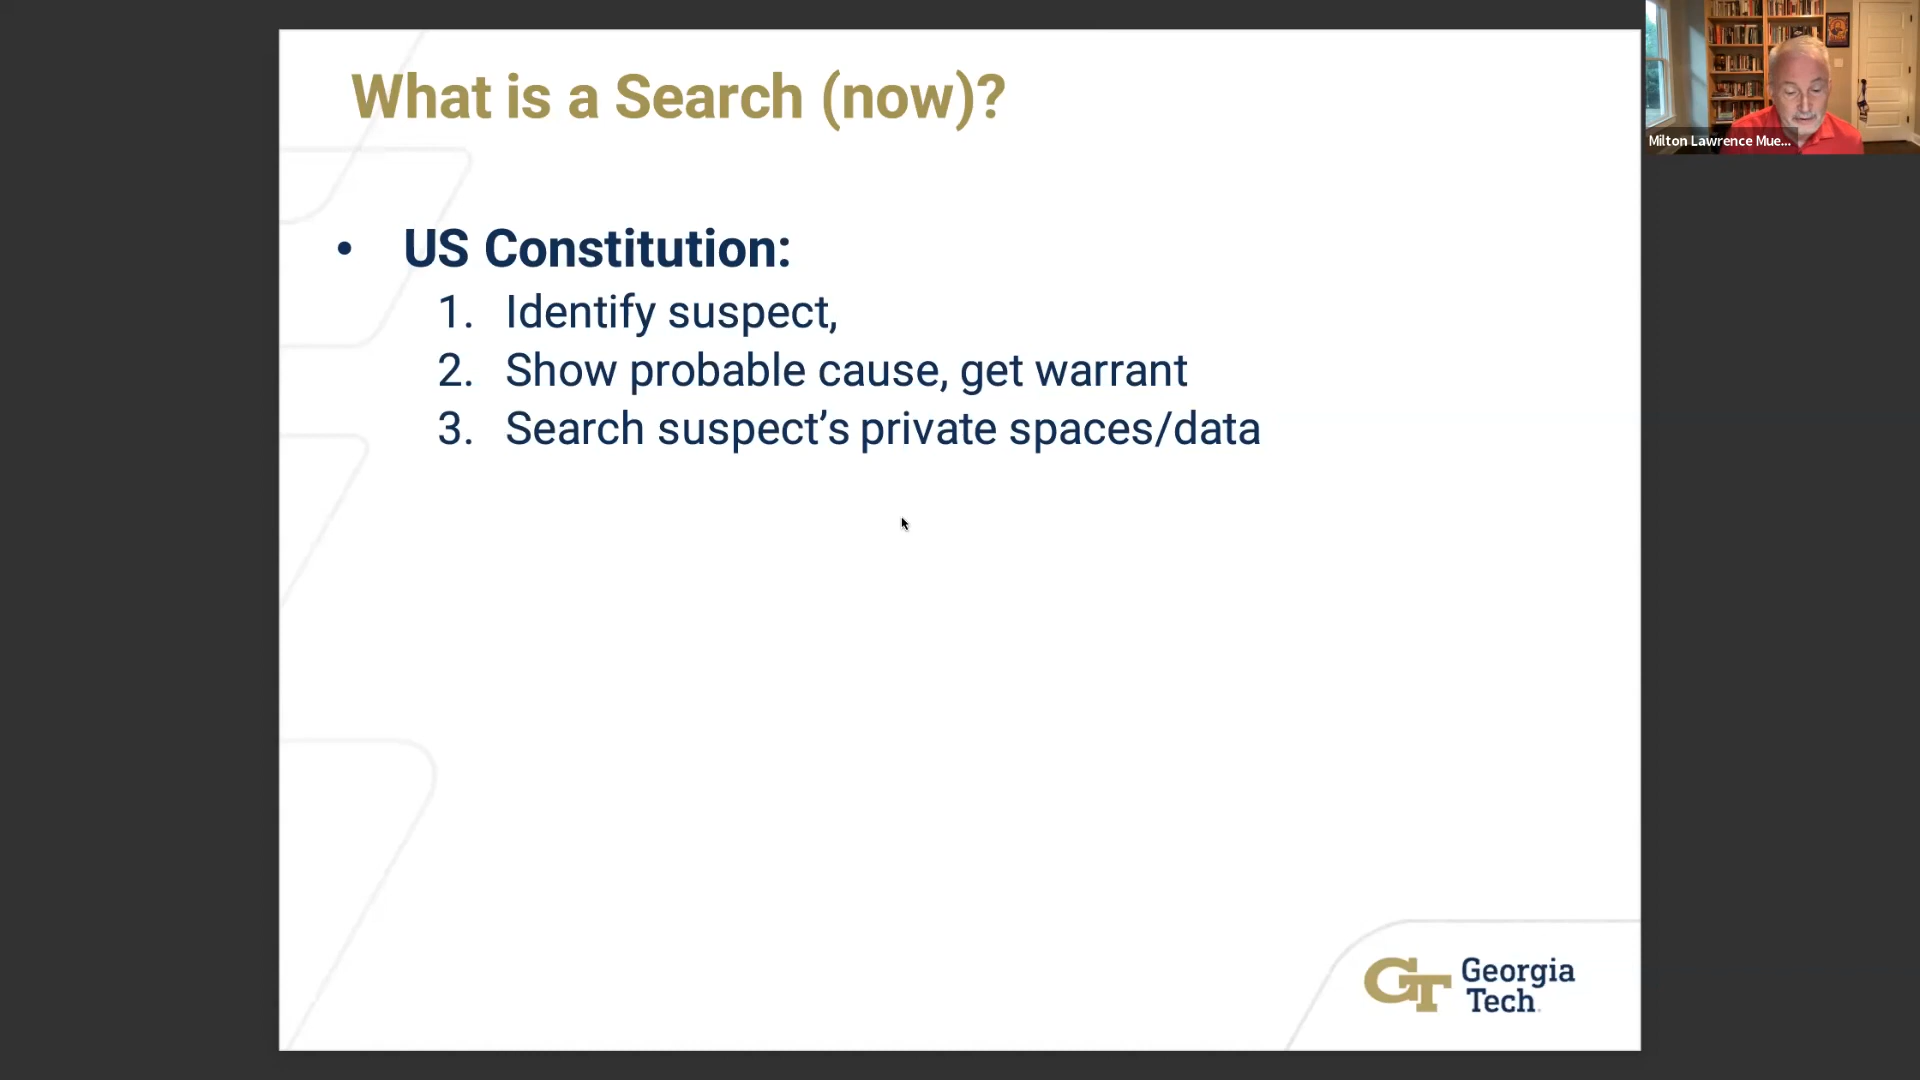 What is a Search (now)?
Milton Lawrence Mue...
• US Constitution:
1. Identify suspect,
2. Show probable cause, get warrant
3. Search suspect’s private spaces/data
GT Georgia
Tech